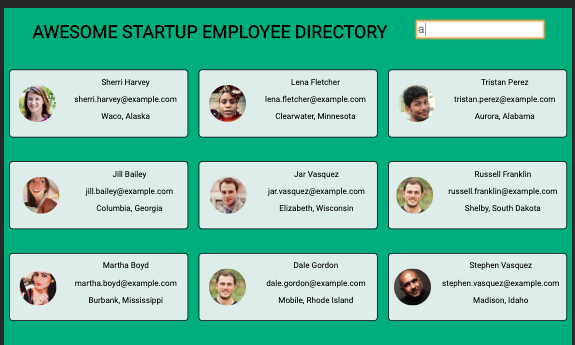 AWESOME STARTUP EMPLOYEE DIRECTORY
a
Sherri Harvey
sherri.harvey@example.com
Waco, Alaska
Lena Fletcher
lena.fletcher@example.com
Clearwater, Minnesota
Tristan Perez
tristan.perez@example.com
Aurora, Alabama
Jill Bailey
jill.bailey@example.com
Columbia, Georgia
Jar Vasquez
jar.vasquez@example.com
Elizabeth, Wisconsin
Russell Franklin
russell.franklin@example.com
Shelby, South Dakota
Martha Boyd
martha.boyd@example.com
Burbank, Mississippi
Dale Gordon
dale.gordon@example.com
Mobile, Rhode Island
Stephen Vasquez
stephen.vasquez@example.com
Madison, Idaho